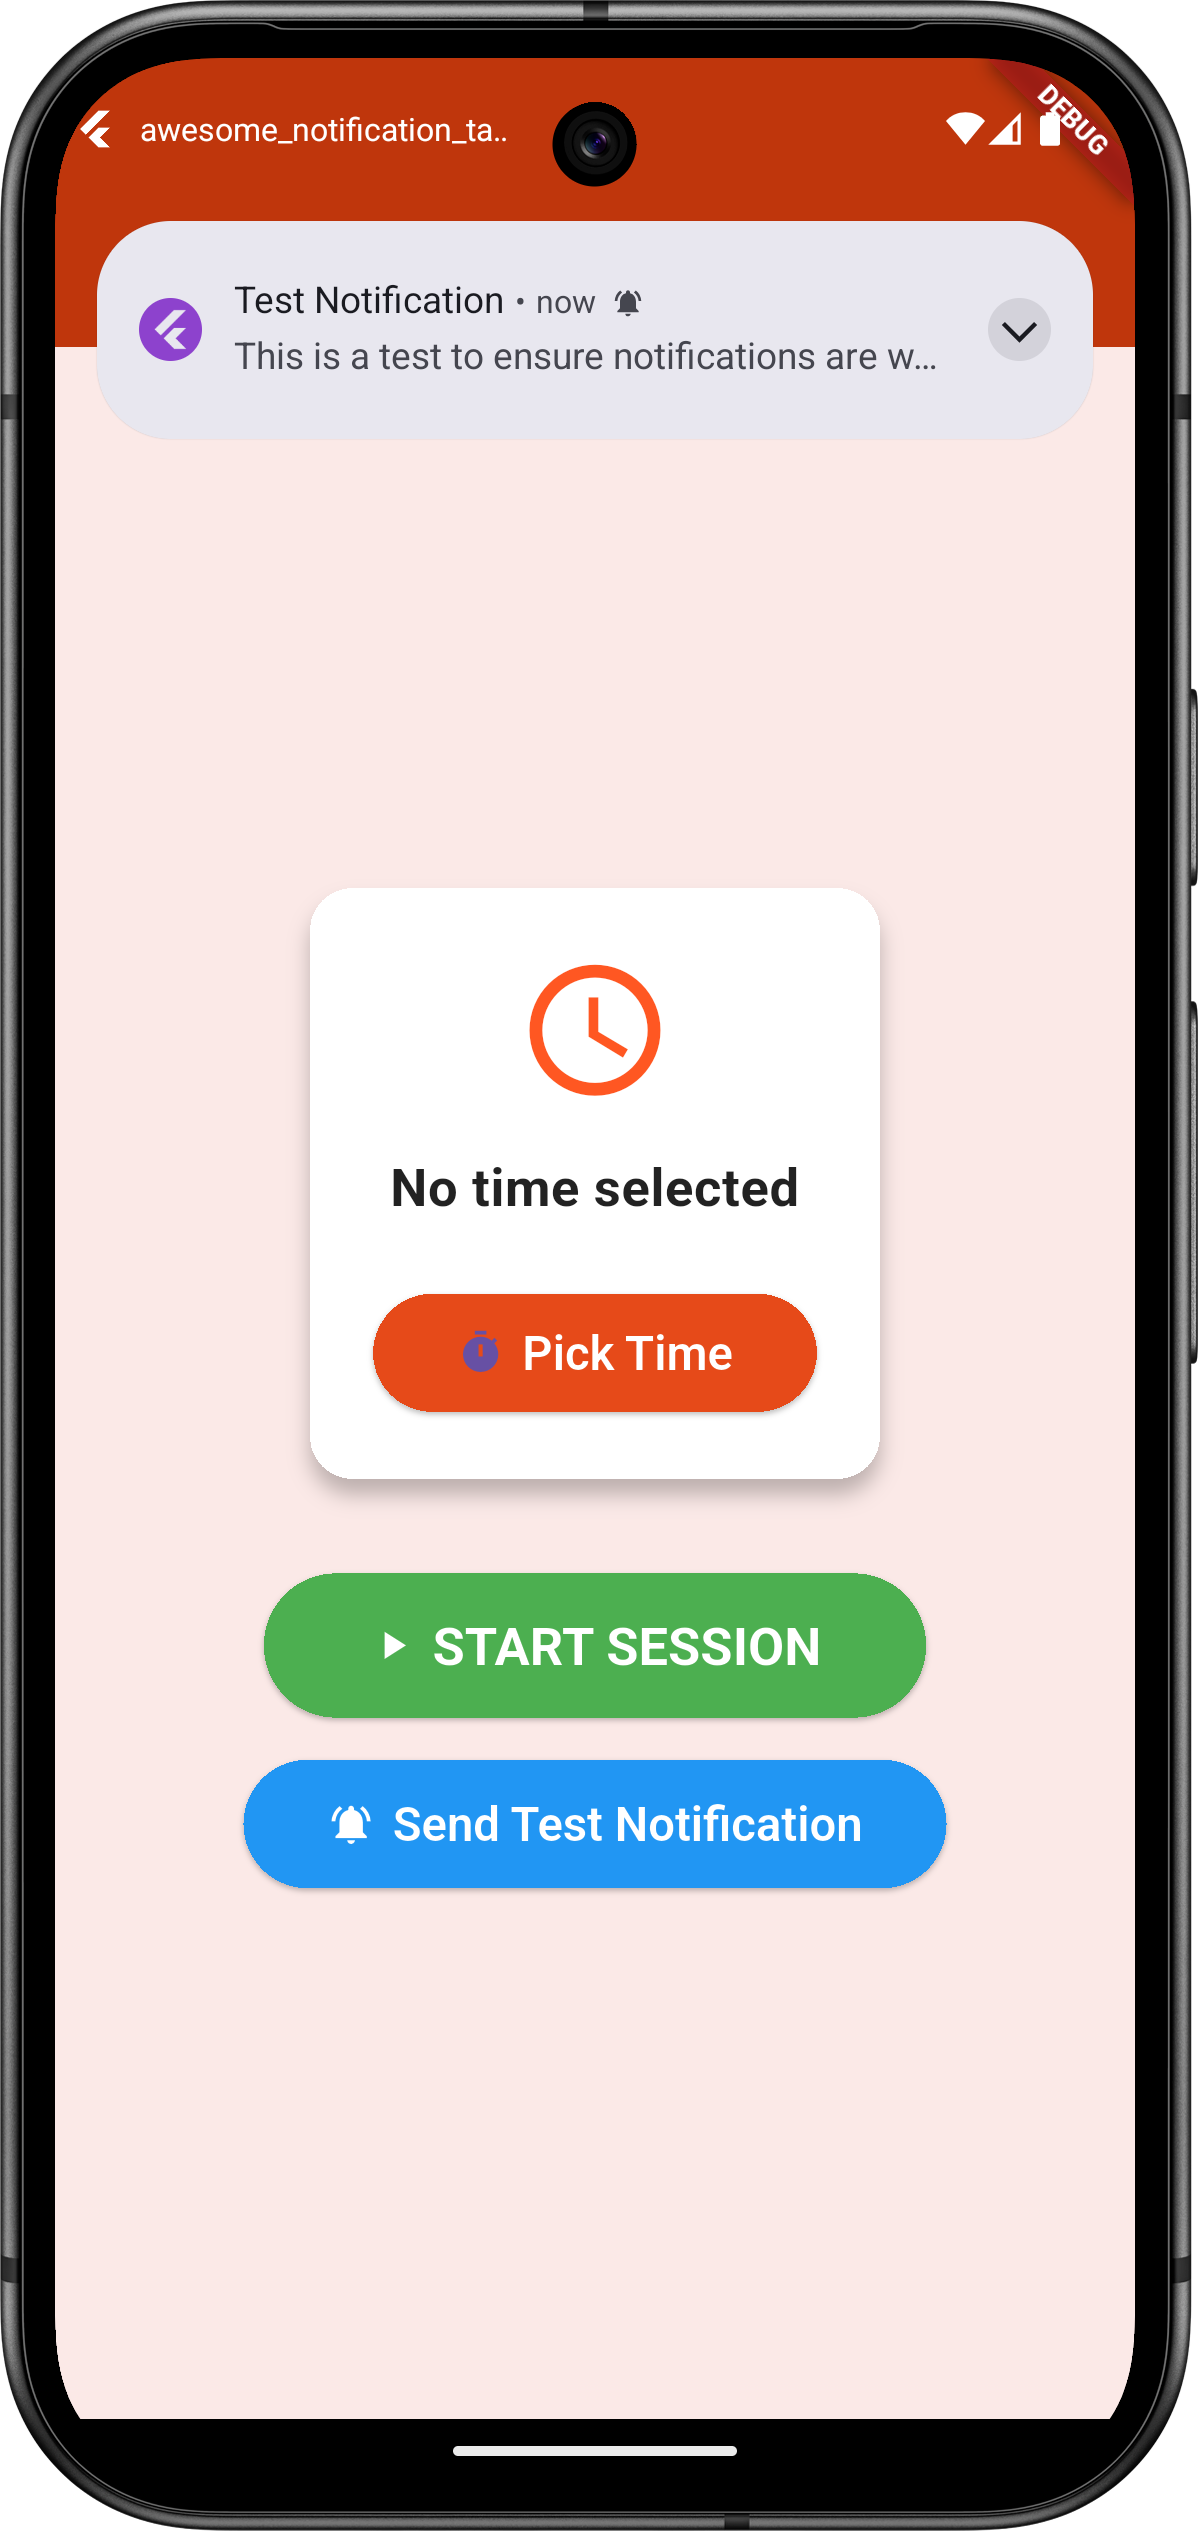 awesome_notification_ta..
DEBUG
Test Notification • now
This is a test to ensure notifications are w...
No time selected
Pick Time
START SESSION
Send Test Notification